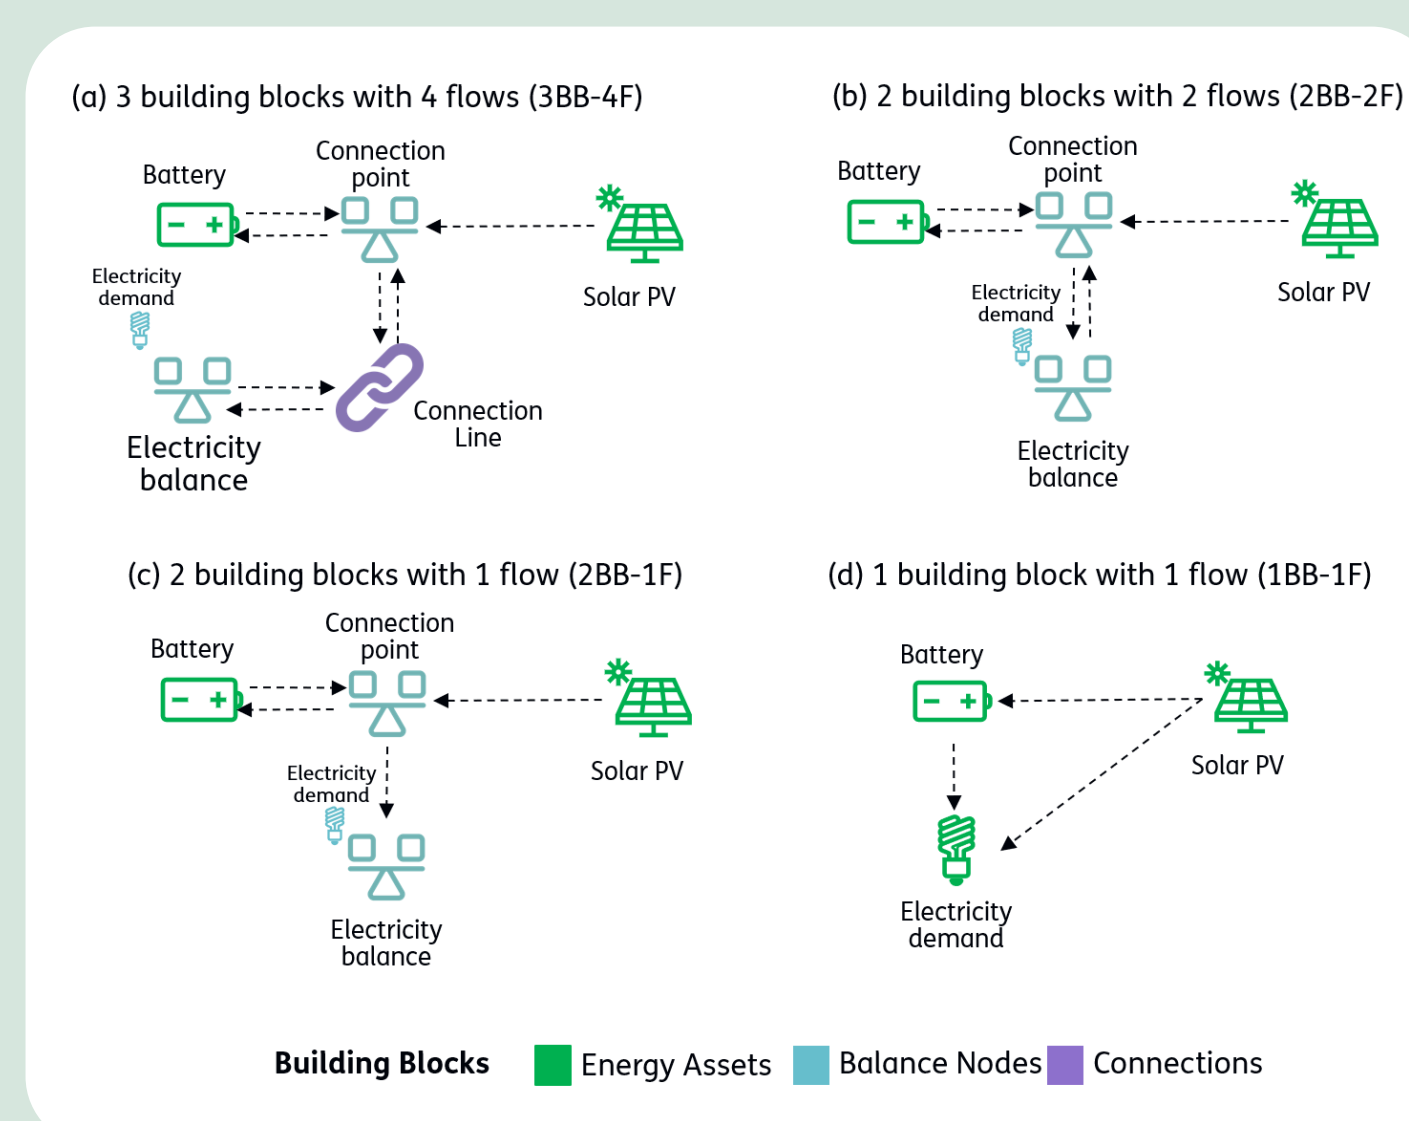 (a) 3 building blocks with 4 flows (3BB-4F)
Battery
Connection
point
Solar PV
Electricity
demand
Connection
Line
Electricity
balance
(b) 2 building blocks with 2 flows (2BB-2F)
Battery
Connection
point
Solar PV
Electricity
demand
Electricity
balance
(c) 2 building blocks with 1 flow (2BB-1F)
Battery
Connection
point
Solar PV
Electricity
demand
Electricity
balance
(d) 1 building block with 1 flow (1BB-1F)
Battery
Solar PV
Electricity
demand
Building Blocks Energy Assets Balance Nodes Connections